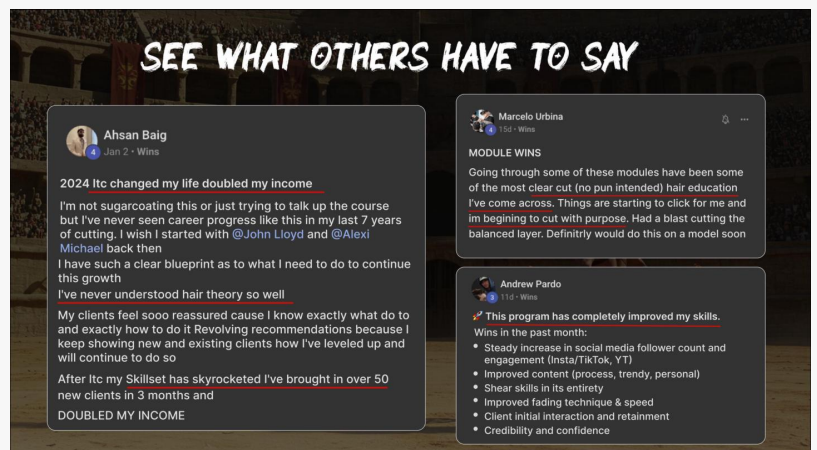 SEE WHAT OTHERS HAVE TO SAY
Ahsan Baig
4 Jan 2 • Wins
2024 Itc changed my life doubled my income
I'm not sugarcoating this or just trying to talk up the course
but I've never seen career progress like this in my last 7 years
of cutting. I wish I started with @John Lloyd and @Alexi
Michael back then
I have such a clear blueprint as to what I need to do to continue
this growth
I've never understood hair theory so well
My clients feel sooo reassured cause I know exactly what do to
and exactly how to do it Revolving recommendations because I
keep showing new and existing clients how I've leveled up and
will continue to do so
After Itc my Skillset has skyrocketed I've brought in over 50
new clients in 3 months and
DOUBLED MY INCOME
Marcelo Urbina
4 15d • Wins
MODULE WINS
Going through some of these modules have been some
of the most clear cut (no pun intended) hair education
I've come across. Things are starting to click for me and
im begining to cut with purpose. Had a blast cutting the
balanced layer. Definitrly would do this on a model soon
Andrew Pardo
3 11d • Wins
🚀 This program has completely improved my skills.
Wins in the past month:
• Steady increase in social media follower count and
engagement (Insta/TikTok, YT)
• Improved content (process, trendy, personal)
• Shear skills in its entirety
• Improved fading technique & speed
• Client initial interaction and retainment
• Credibility and confidence